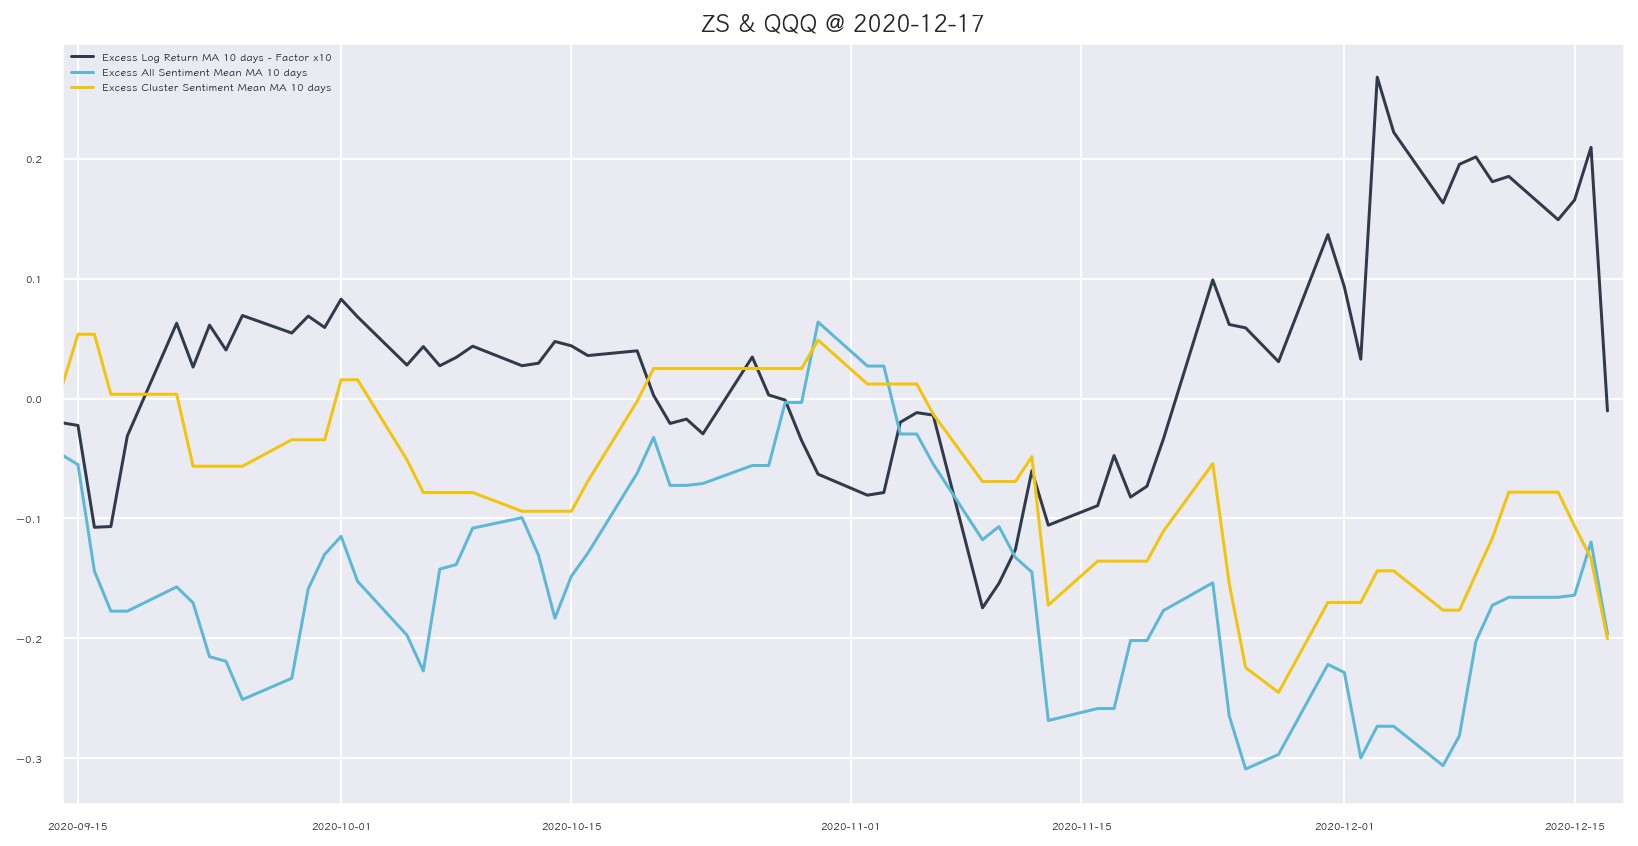 ZS & QQQ @ 2020-12-17
Excess Log Return MA 10 days - Factor x10
Excess All Sentiment Mean MA 10 days
Excess Cluster Sentiment Mean MA 10 days
0.2
0.1
0.0
−0.1
−0.2
−0.3
2020-09-15 2020-10-01 2020-10-15 2020-11-01 2020-11-15 2020-12-01 2020-12-15